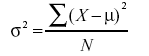 σ² = ∑(X−μ)² / N